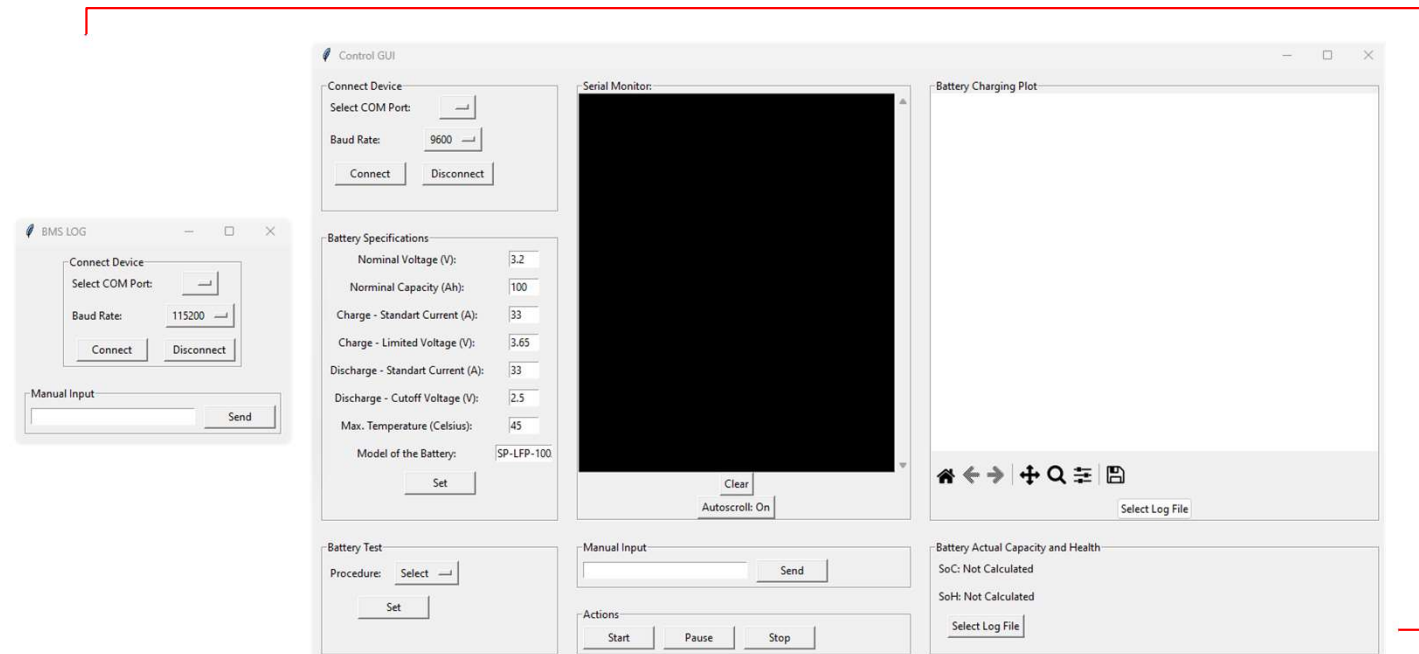 BMS LOG
Connect Device
Select COM Port:
Baud Rate: 115200
Connect Disconnect
Manual Input
Send
Control GUI
Connect Device
Select COM Port:
Baud Rate: 9600
Connect Disconnect
Battery Specifications
Nominal Voltage (V): 3.2
Norminal Capacity (Ah): 100
Charge - Standart Current (A): 33
Charge - Limited Voltage (V): 3.65
Discharge - Standart Current (A): 33
Discharge - Cutoff Voltage (V): 2.5
Max. Temperature (Celsius): 45
Model of the Battery: SP-LFP-100
Set
Battery Test
Procedure: Select
Set
Serial Monitor:
Clear
Autoscroll: On
Manual Input
Send
Actions
Start Pause Stop
Battery Charging Plot
Select Log File
Battery Actual Capacity and Health
SoC: Not Calculated
SoH: Not Calculated
Select Log File